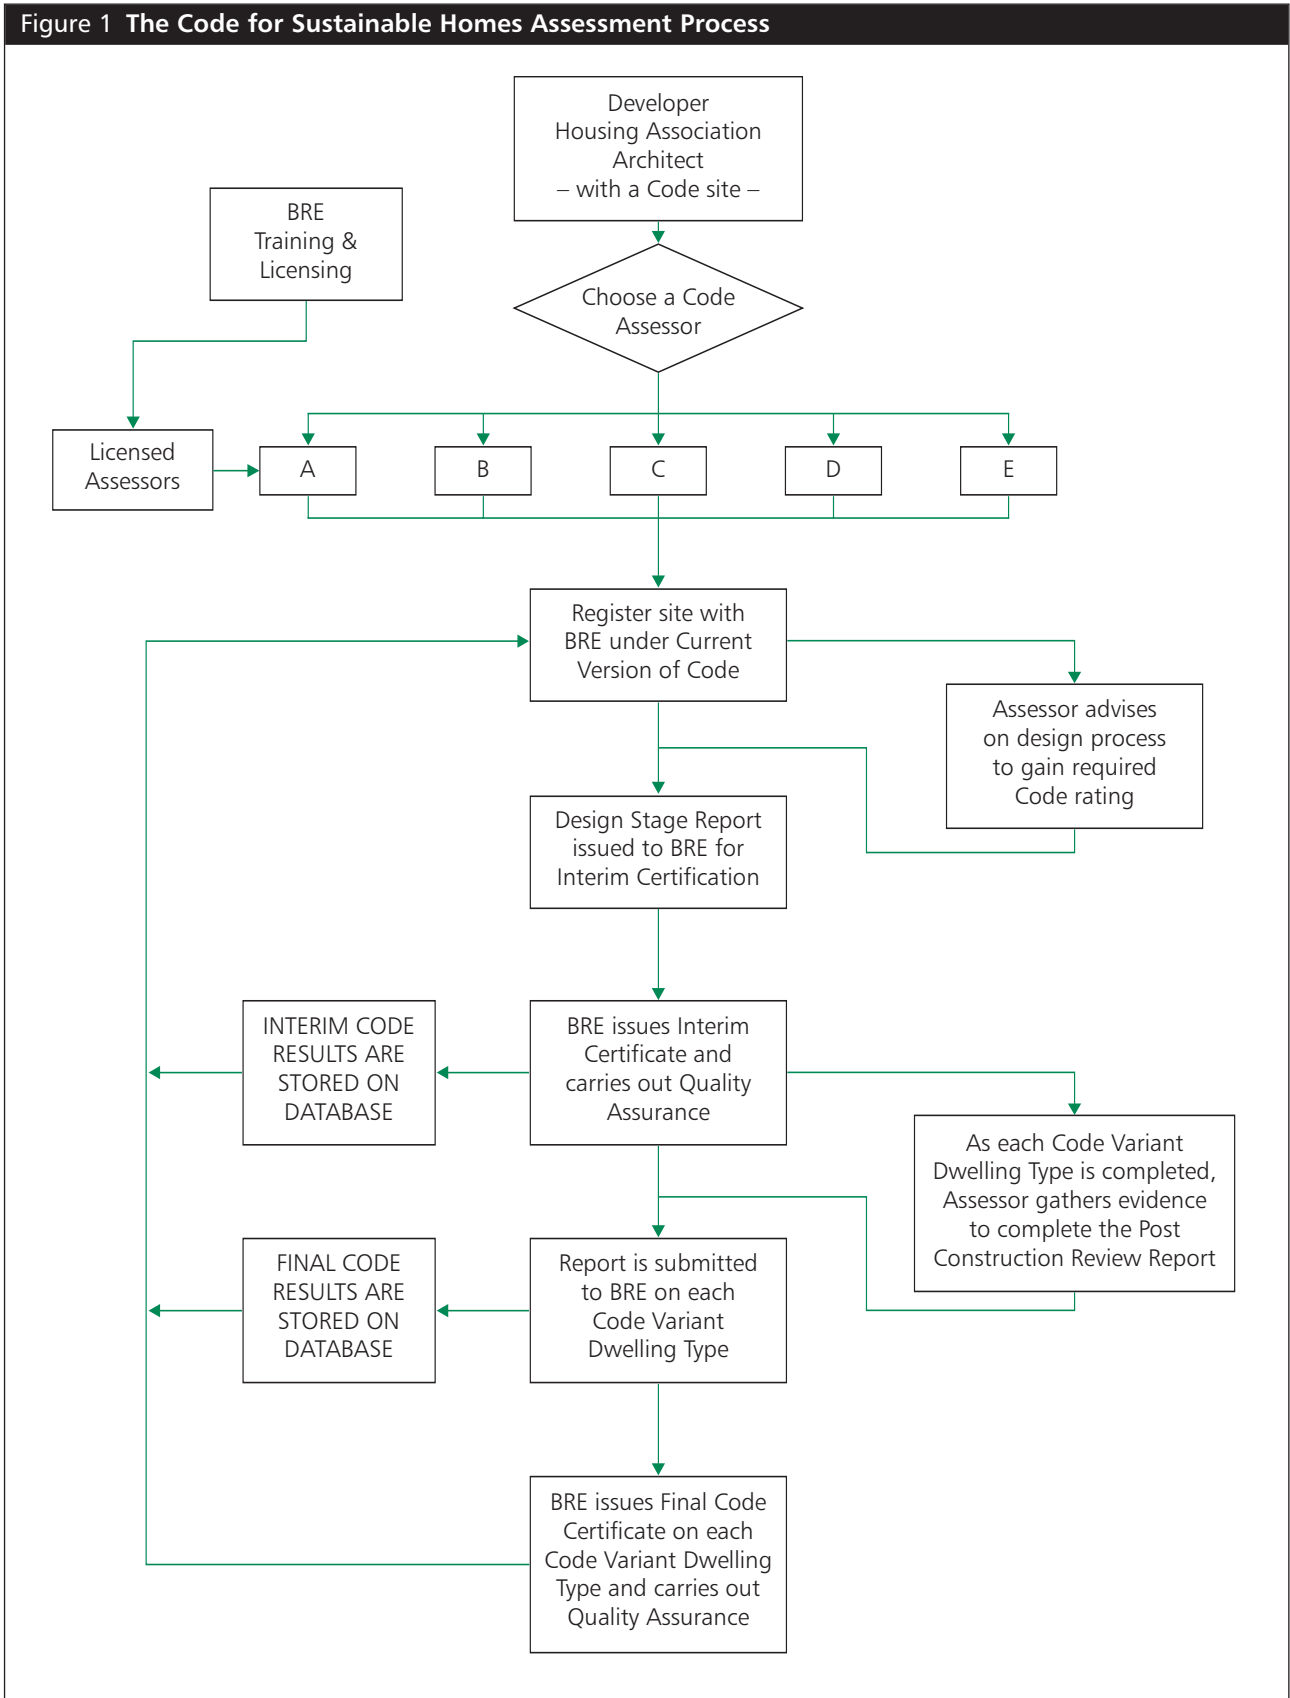 Figure 1 The Code for Sustainable Homes Assessment Process
Developer
Housing Association
Architect
– with a Code site –
BRE
Training &
Licensing
Choose a Code
Assessor
Licensed
Assessors
A
B
C
D
E
Register site with
BRE under Current
Version of Code
Assessor advises
on design process
to gain required
Code rating
Design Stage Report
issued to BRE for
Interim Certification
INTERIM CODE
RESULTS ARE
STORED ON
DATABASE
BRE issues Interim
Certificate and
carries out Quality
Assurance
As each Code Variant
Dwelling Type is completed,
Assessor gathers evidence
to complete the Post
Construction Review Report
FINAL CODE
RESULTS ARE
STORED ON
DATABASE
Report is submitted
to BRE on each
Code Variant
Dwelling Type
BRE issues Final Code
Certificate on each
Code Variant Dwelling
Type and carries out
Quality Assurance